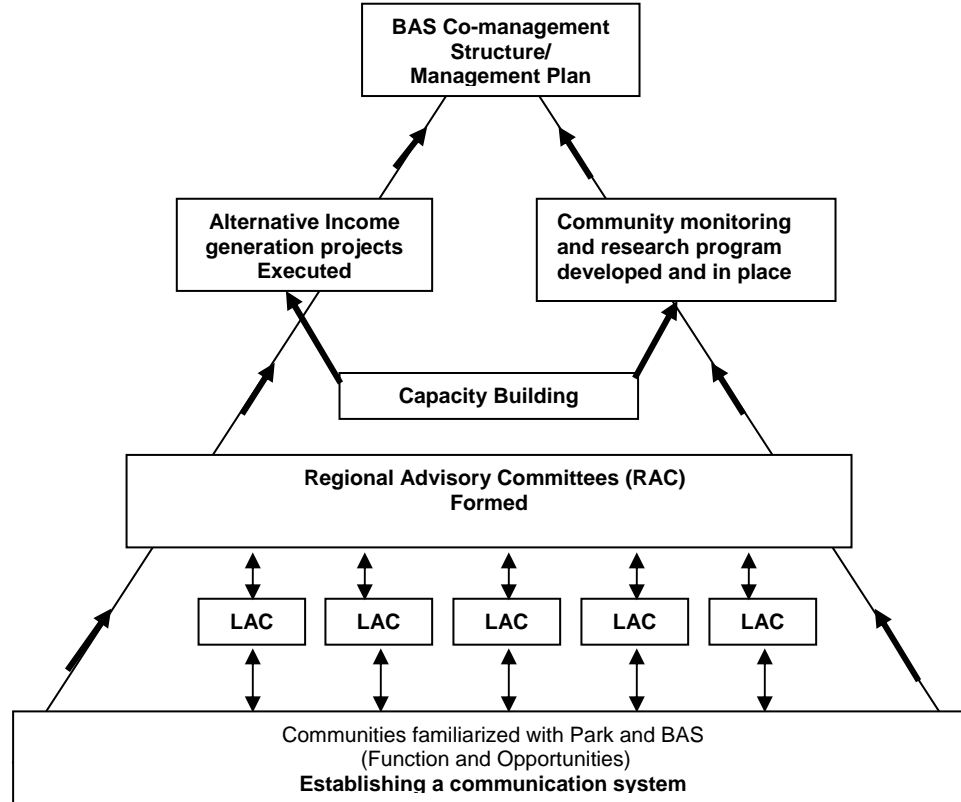 BAS Co-management
Structure/
Management Plan
Alternative Income
generation projects
Executed
Community monitoring
and research program
developed and in place
Capacity Building
Regional Advisory Committees (RAC)
Formed
LAC
LAC
LAC
LAC
LAC
Communities familiarized with Park and BAS
(Function and Opportunities)
Establishing a communication system